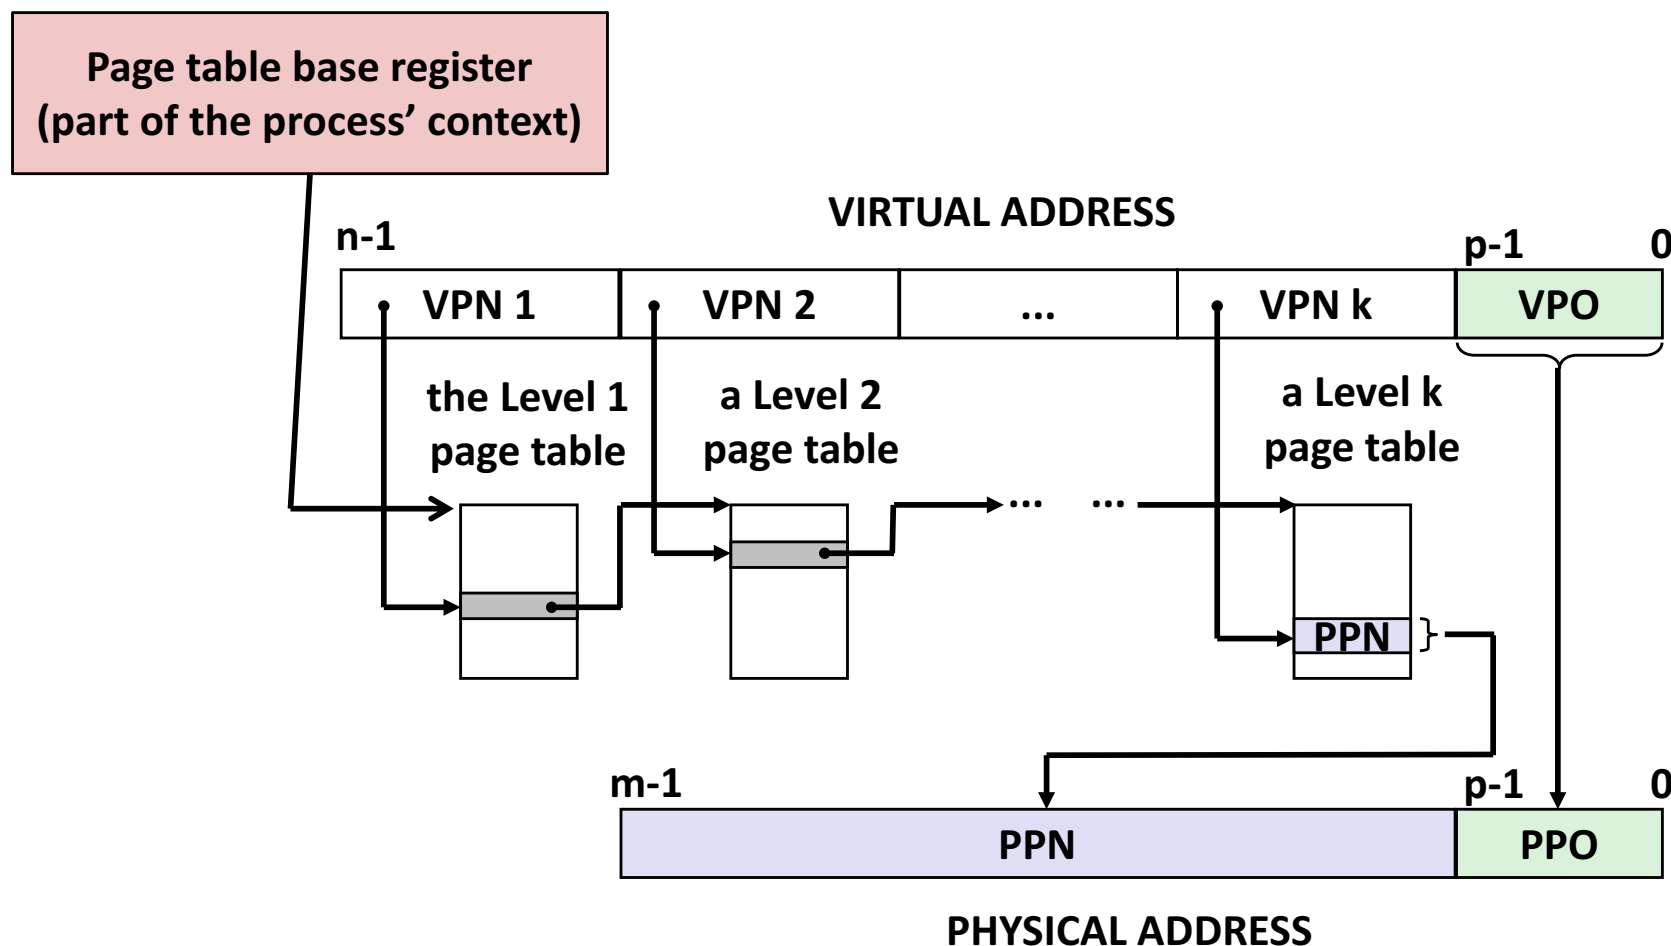 Page table base register
(part of the process’ context)
VIRTUAL ADDRESS
n-1
p-1
0
VPN 1
VPN 2
...
VPN k
VPO
the Level 1
page table
a Level 2
page table
a Level k
page table
...
...
PPN
m-1
p-1
0
PPN
PPO
PHYSICAL ADDRESS